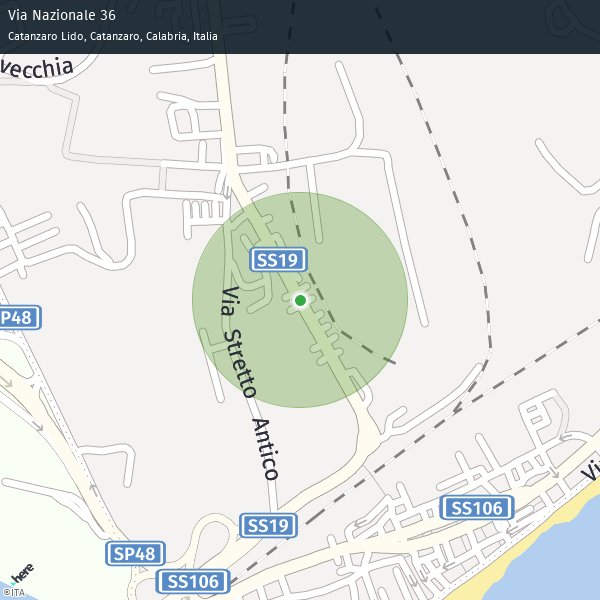 Via Nazionale 36
Catanzaro Lido, Catanzaro, Calabria, Italia
vecchia
SS19
P48
Via Stretto Antico
SS106
Vi
SS19
SP48
SS106
here
©ITA